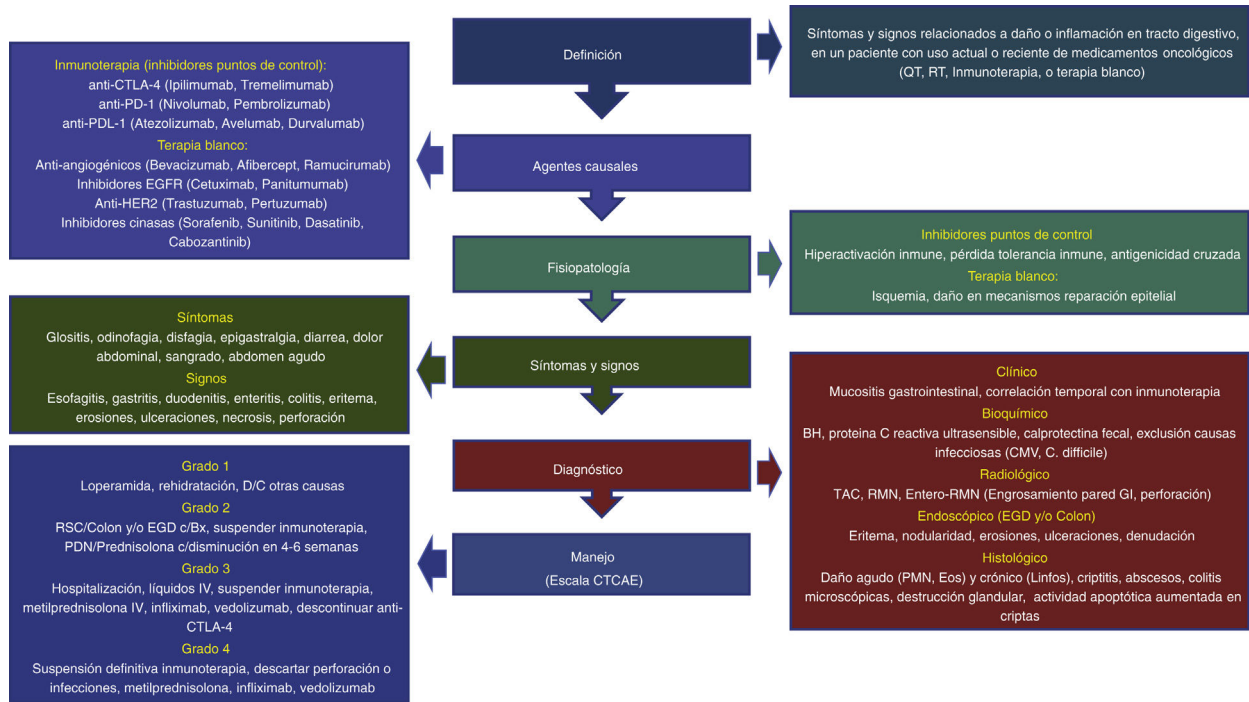 Definición
Síntomas y signos relacionados a daño o inflamación en tracto digestivo,
en un paciente con uso actual o reciente de medicamentos oncológicos
(QT, RT, Inmunoterapia, o terapia blanco)
Inmunoterapia (inhibidores puntos de control):
anti-CTLA-4 (Ipilimumab, Tremelimumab)
anti-PD-1 (Nivolumab, Pembrolizumab)
anti-PDL-1 (Atezolizumab, Avelumab, Durvalumab)
Terapia blanco:
Anti-angiogénicos (Bevacizumab, Afibercept, Ramucirumab)
Inhibidores EGFR (Cetuximab, Panitumumab)
Anti-HER2 (Trastuzumab, Pertuzumab)
Inhibidores cinasas (Sorafenib, Sunitinib, Dasatinib,
Cabozantinib)
Agentes causales
Fisiopatología
Inhibidores puntos de control
Hiperactivación inmune, pérdida tolerancia inmune, antigenicidad cruzada
Terapia blanco:
Isquemia, daño en mecanismos reparación epitelial
Síntomas
Glositis, odinofagia, disfagia, epigastralgia, diarrea, dolor
abdominal, sangrado, abdomen agudo
Signos
Esofagitis, gastritis, duodenitis, enteritis, colitis, eritema,
erosiones, ulceraciones, necrosis, perforación
Síntomas y signos
Diagnóstico
Clínico
Mucositis gastrointestinal, correlación temporal con inmunoterapia
Bioquímico
BH, proteina C reactiva ultrasensible, calprotectina fecal, exclusión causas
infecciosas (CMV, C. difficile)
Radiológico
TAC, RMN, Entero-RMN (Engrosamiento pared GI, perforación)
Endoscópico (EGD y/o Colon)
Eritema, nodularidad, erosiones, ulceraciones, denudación
Histológico
Daño agudo (PMN, Eos) y crónico (Linfos), criptitis, abscesos, colitis
microscópicas, destrucción glandular, actividad apoptótica aumentada en
criptas
Grado 1
Loperamida, rehidratación, D/C otras causas
Grado 2
RSC/Colon y/o EGD c/Bx, suspender inmunoterapia,
PDN/Prednisolona c/disminución en 4-6 semanas
Grado 3
Hospitalización, líquidos IV, suspender inmunoterapia,
metilprednisolona IV, infliximab, vedolizumab, descontinuar anti-
CTLA-4
Grado 4
Suspensión definitiva inmunoterapia, descartar perforación o
infecciones, metilprednisolona, infliximab, vedolizumab
Manejo
(Escala CTCAE)